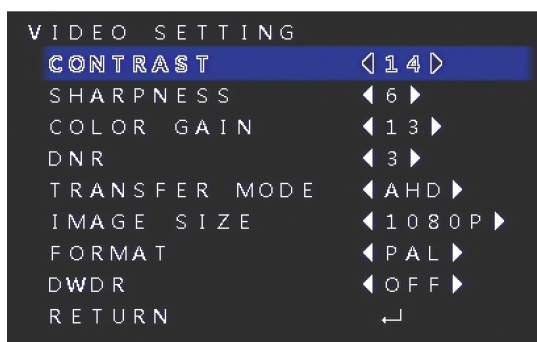 VIDEO SETTING
CONTRAST ◁14▷
SHARPNESS ◀6▶
COLOR GAIN ◀13▶
DNR ◀3▶
TRANSFER MODE ◀AHD▶
IMAGE SIZE ◀1080P▶
FORMAT ◀PAL▶
DWDR ◀OFF▶
RETURN ↵